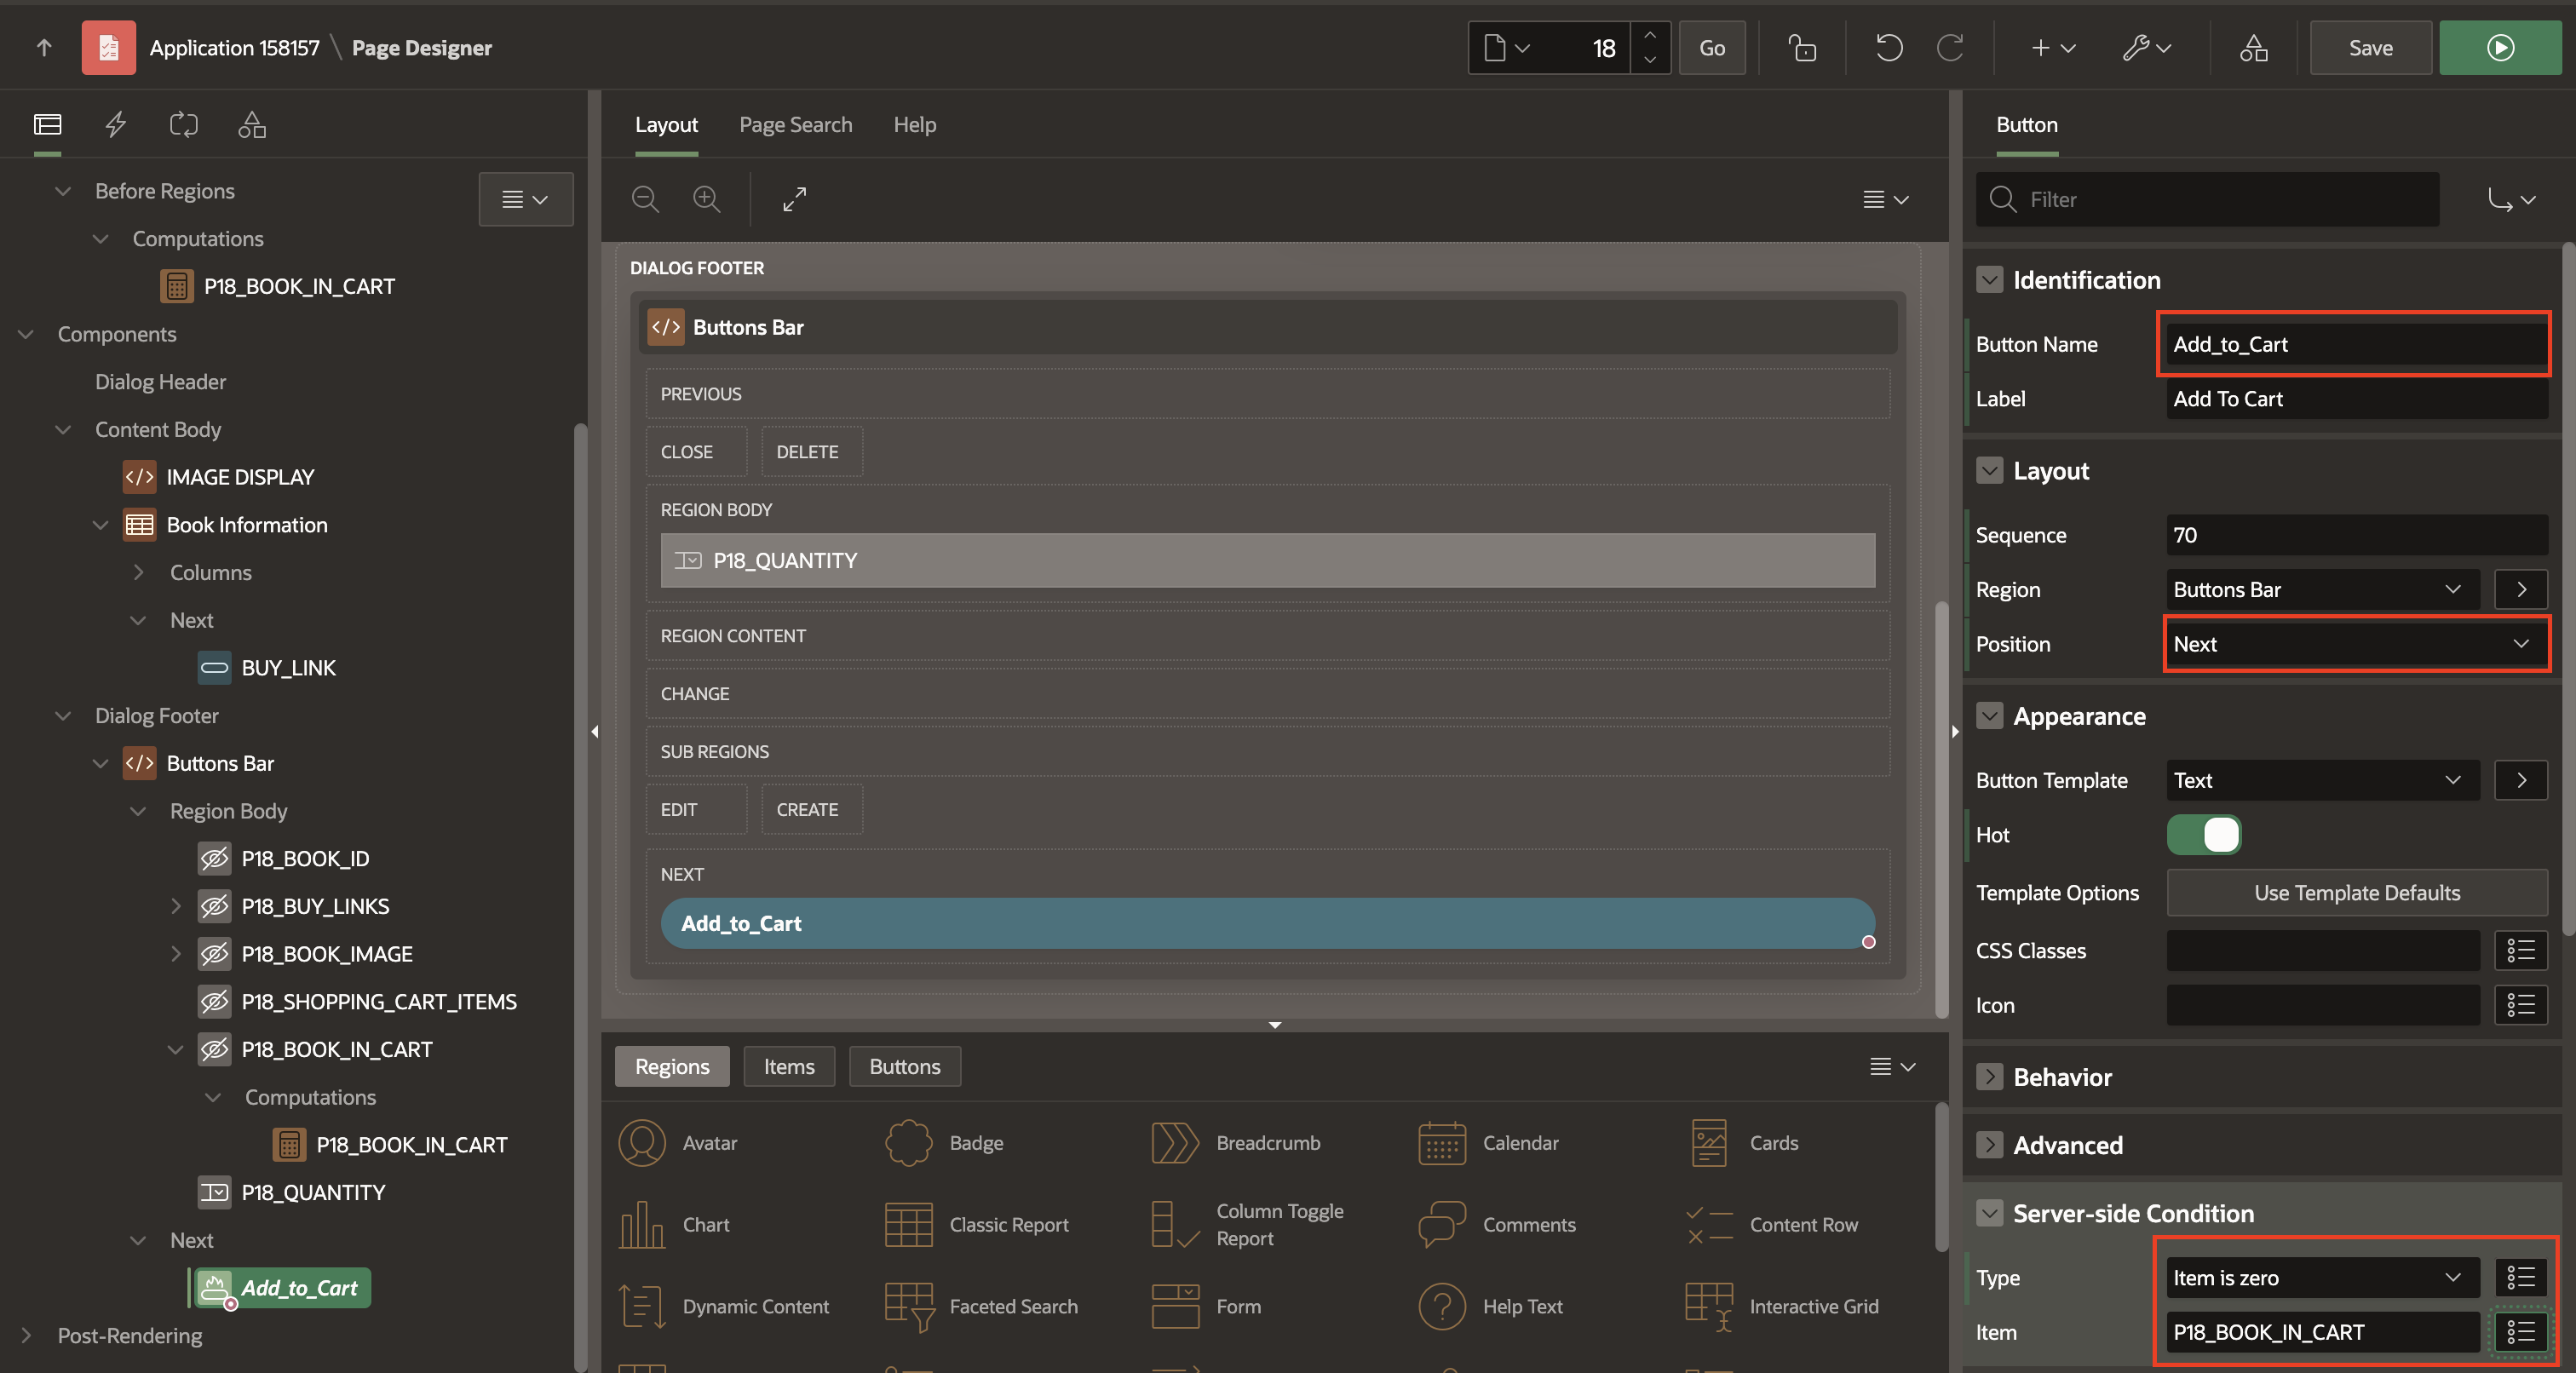 Application 158157 \ Page Designer
18
Go
Save
Before Regions
Computations
P18_BOOK_IN_CART
Components
Dialog Header
Content Body
IMAGE DISPLAY
Book Information
Columns
Next
BUY_LINK
Dialog Footer
Buttons Bar
Region Body
P18_BOOK_ID
P18_BUY_LINKS
P18_BOOK_IMAGE
P18_SHOPPING_CART_ITEMS
P18_BOOK_IN_CART
Computations
P18_BOOK_IN_CART
P18_QUANTITY
Next
Add_to_Cart
Post-Rendering
Layout Page Search Help
DIALOG FOOTER
Buttons Bar
PREVIOUS
CLOSE DELETE
REGION BODY
P18_QUANTITY
REGION CONTENT
CHANGE
SUB REGIONS
EDIT CREATE
NEXT
Add_to_Cart
Regions Items Buttons
Avatar Badge Breadcrumb Calendar Cards
Chart Classic Report Column Toggle Report Comments Content Row
Dynamic Content Faceted Search Form Help Text Interactive Grid
Button
Filter
Identification
Button Name Add_to_Cart
Label Add To Cart
Layout
Sequence 70
Region Buttons Bar
Position Next
Appearance
Button Template Text
Hot
Template Options Use Template Defaults
CSS Classes
Icon
Behavior
Advanced
Server-side Condition
Type Item is zero
Item P18_BOOK_IN_CART